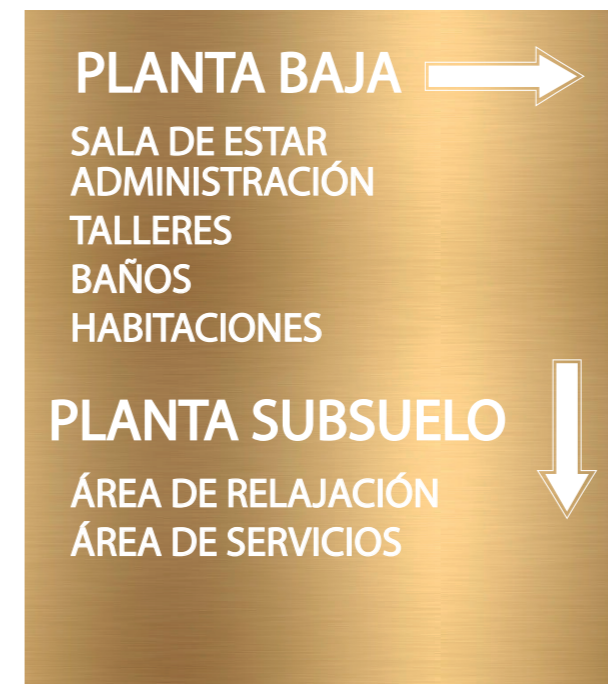 PLANTA BAJA
SALA DE ESTAR
ADMINISTRACIÓN
TALLERES
BAÑOS
HABITACIONES
PLANTA SUBSUELO
ÁREA DE RELAJACIÓN
ÁREA DE SERVICIOS